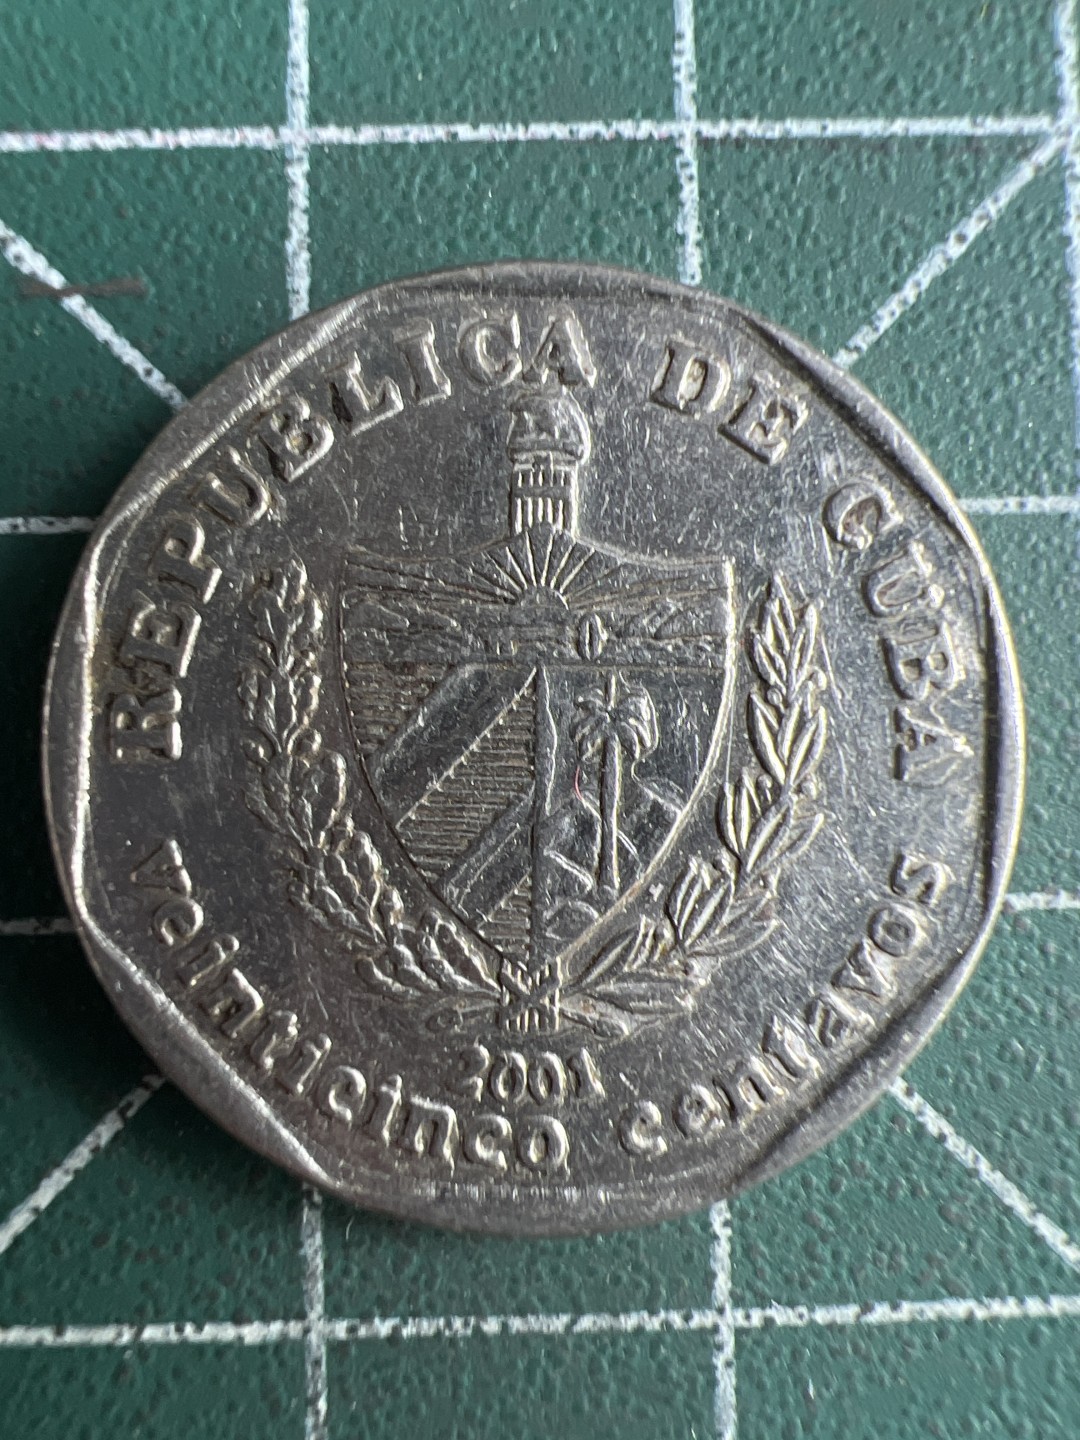 REPUBLICA DE CUBA
2001
veinticinco centavos